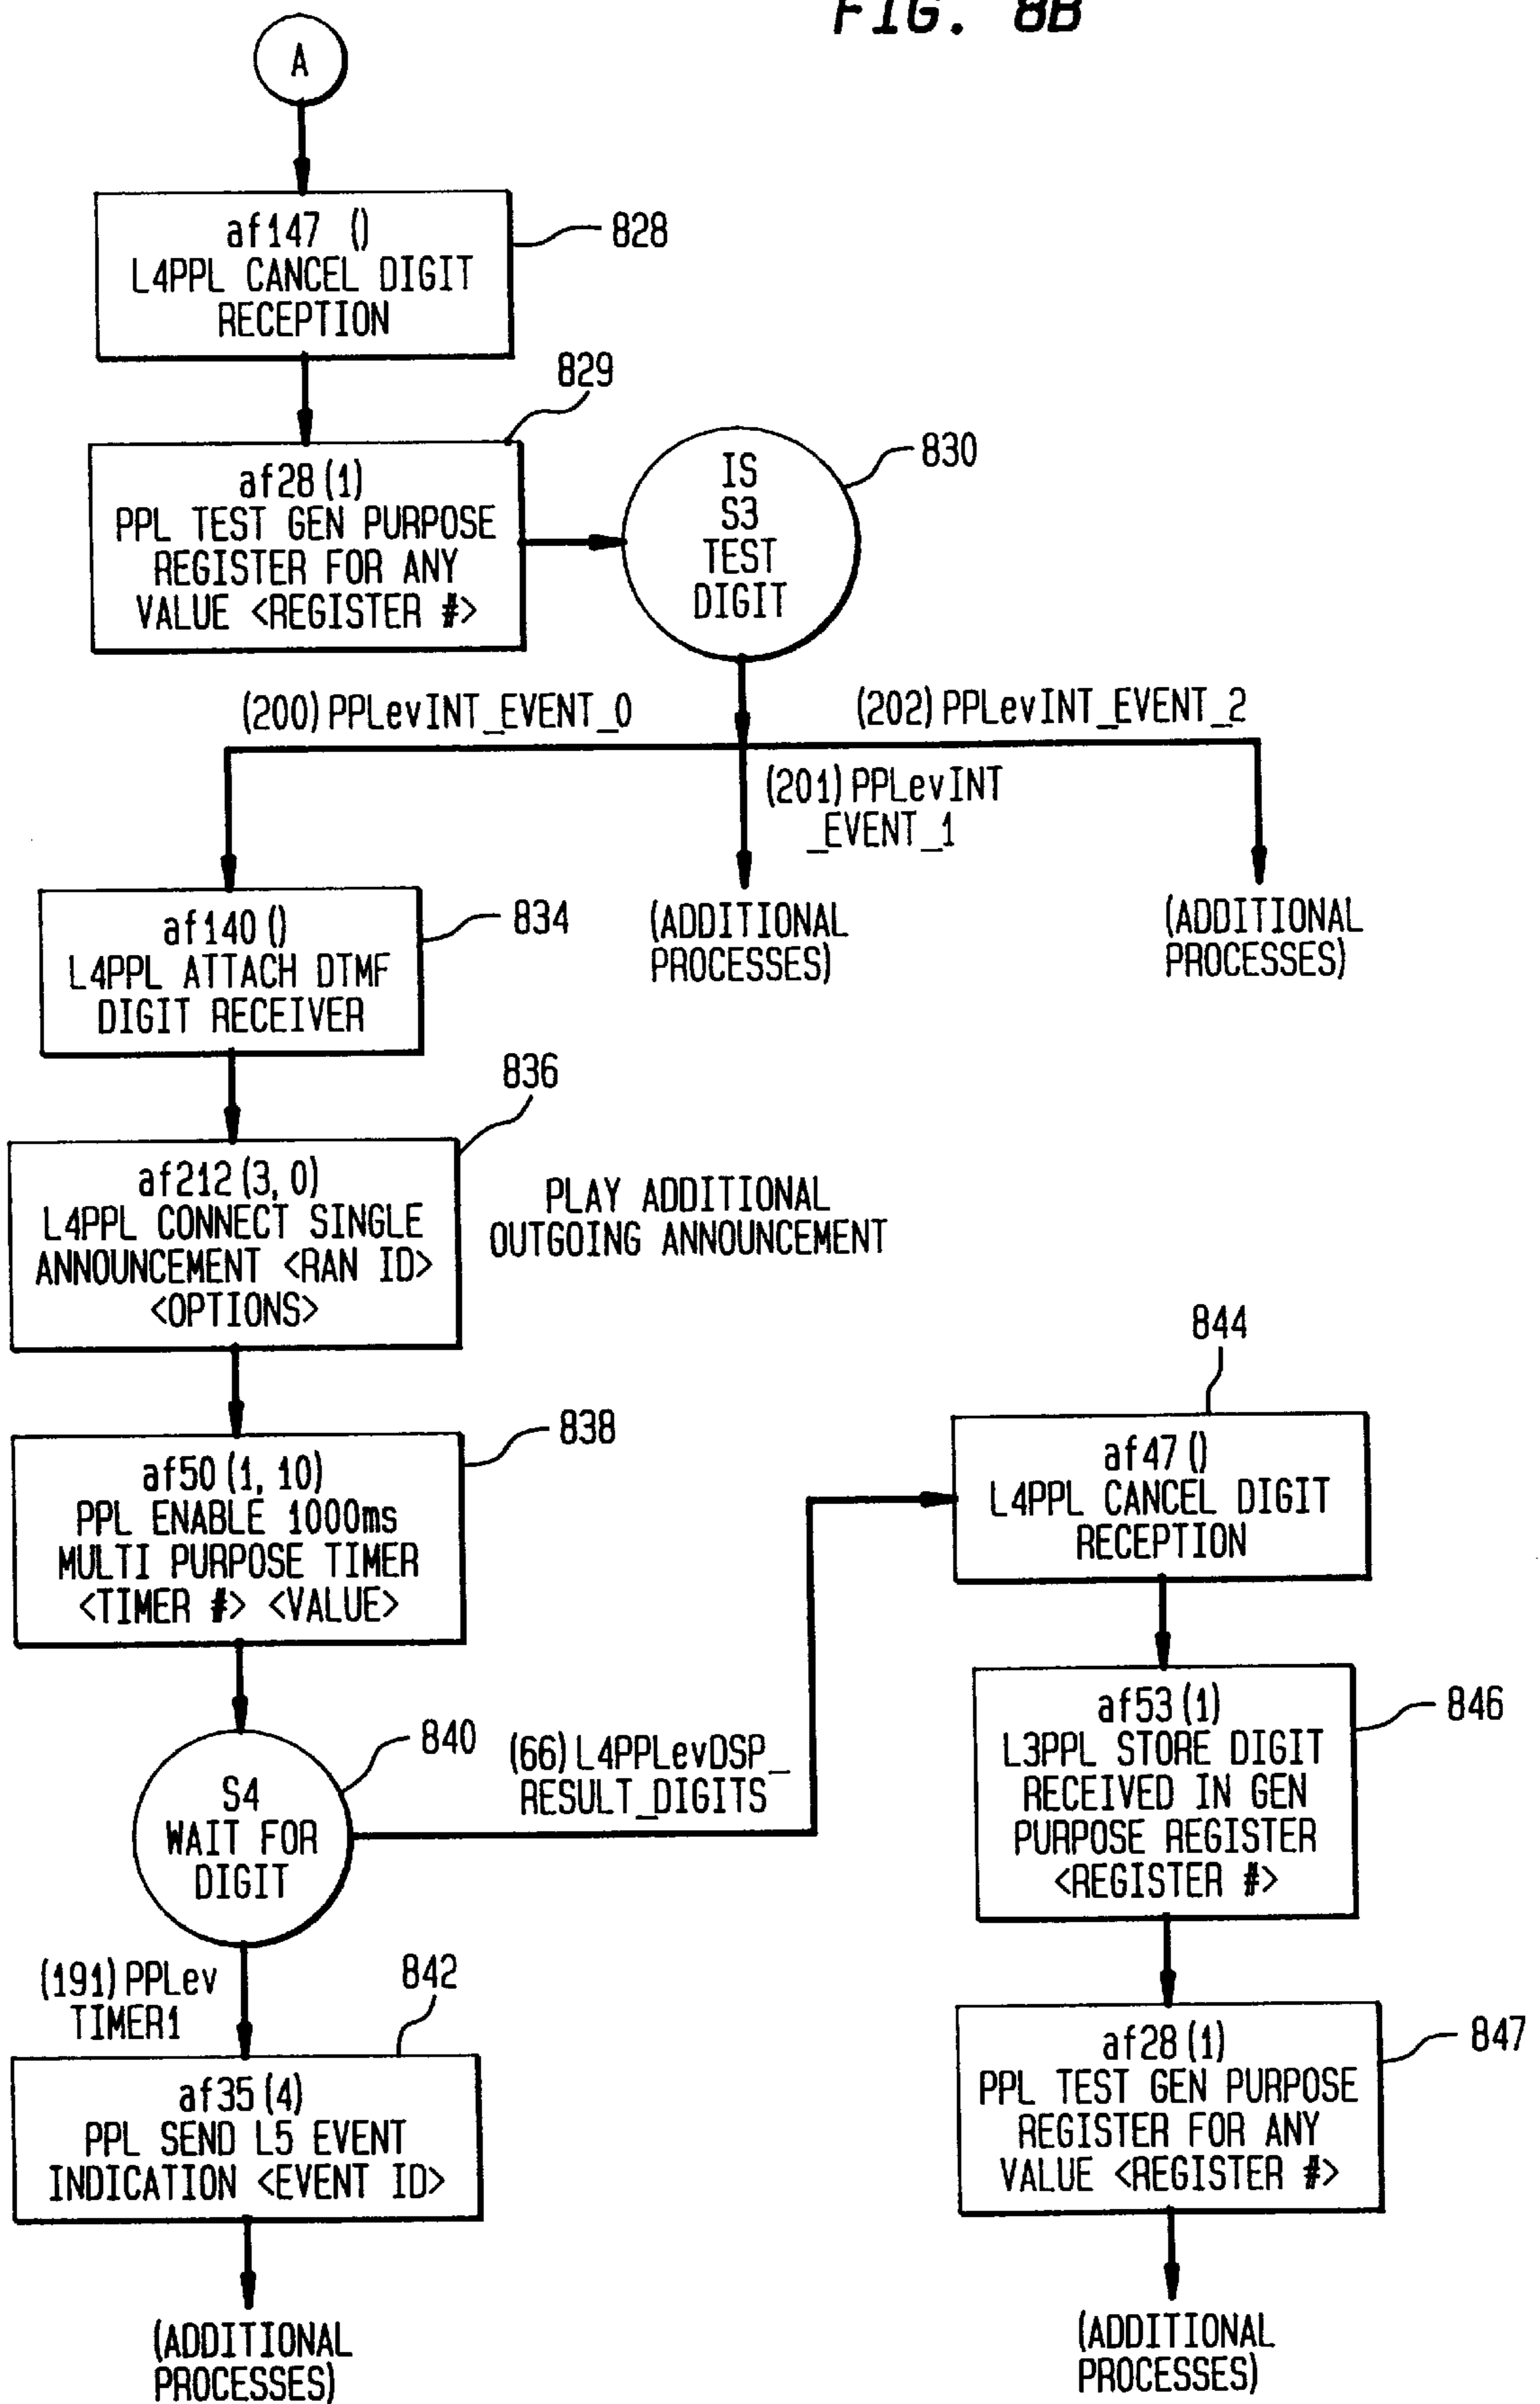 FIG. 8B
A
af147 ()
L4PPL CANCEL DIGIT
RECEPTION
828
829
af28(1)
PPL TEST GEN PURPOSE
REGISTER FOR ANY
VALUE <REGISTER #>
IS
S3
TEST
DIGIT
830
(200)PPLevINT_EVENT_0
(202)PPLevINT_EVENT_2
(201)PPLevINT
_EVENT_1
(ADDITIONAL
PROCESSES)
(ADDITIONAL
PROCESSES)
af140()
L4PPL ATTACH DTMF
DIGIT RECEIVER
834
836
af212(3,0)
L4PPL CONNECT SINGLE
ANNOUNCEMENT <RAN ID>
<OPTIONS>
PLAY ADDITIONAL
OUTGOING ANNOUNCEMENT
838
af50(1,10)
PPL ENABLE 1000ms
MULTI PURPOSE TIMER
<TIMER #> <VALUE>
S4
WAIT FOR
DIGIT
840
(66)L4PPLevDSP_
RESULT_DIGITS
844
af47()
L4PPL CANCEL DIGIT
RECEPTION
af53(1)
L3PPL STORE DIGIT
RECEIVED IN GEN
PURPOSE REGISTER
<REGISTER #>
846
(191)PPLev
TIMER1
842
af35(4)
PPL SEND L5 EVENT
INDICATION <EVENT ID>
(ADDITIONAL
PROCESSES)
af28(1)
PPL TEST GEN PURPOSE
REGISTER FOR ANY
VALUE <REGISTER #>
847
(ADDITIONAL
PROCESSES)